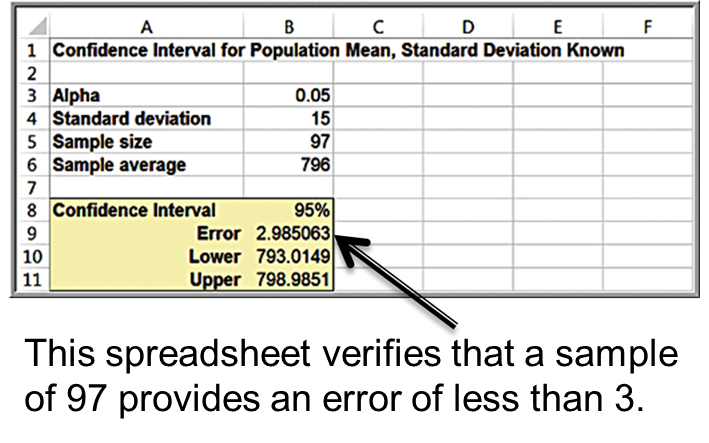 A B C D E F
1 Confidence Interval for Population Mean, Standard Deviation Known
2
3 Alpha 0.05
4 Standard deviation 15
5 Sample size 97
6 Sample average 796
7
8 Confidence Interval 95%
9 Error 2.985063
10 Lower 793.0149
11 Upper 798.9851
This spreadsheet verifies that a sample
of 97 provides an error of less than 3.